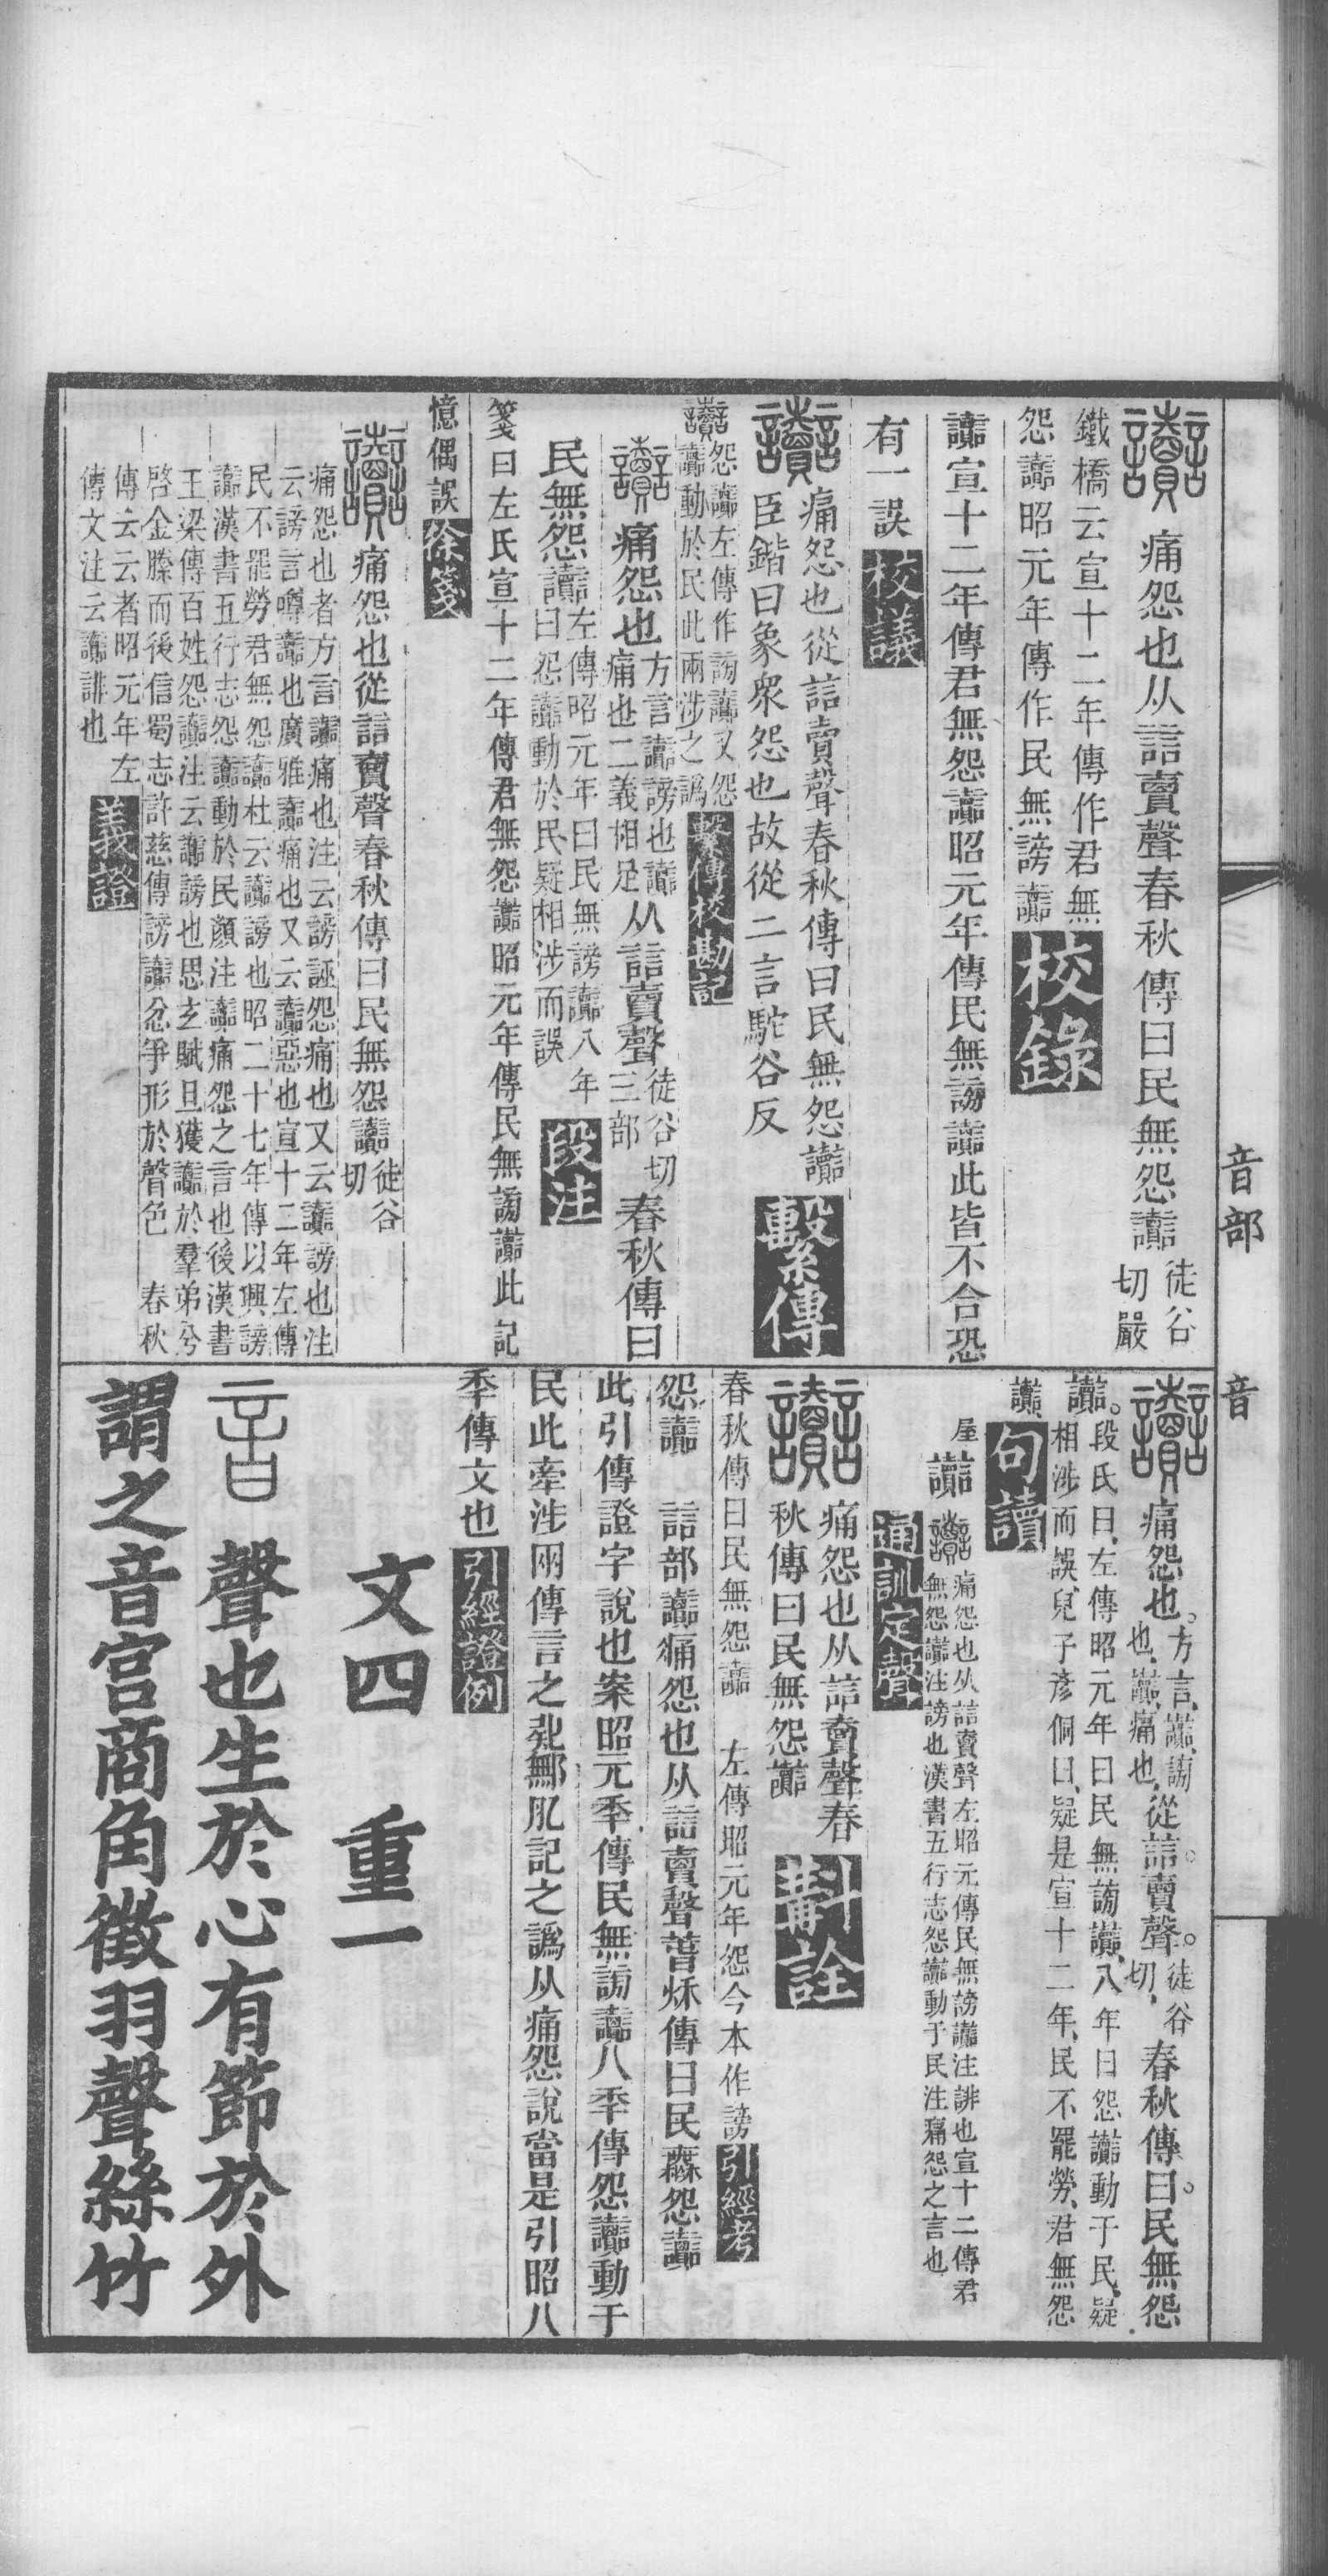 音部　音
讟　痛怨也从誩𧶠聲春秋傳曰民無怨讟徒谷切嚴
鐵橋云宣十二年傳作君無
怨讟昭元年傳作民無謗讟校錄
讟宣十二年傳君無怨讟昭元年傳民無謗讟此皆不合恐
有一誤校議
讟　痛怨也從誩𧶠聲春秋傳曰民無怨讟
臣鍇曰象衆怨也故從二言駝谷反繫傳
讟怨讟左傳作謗讟又怨
讟動於民此兩涉之譌繫傳校勘記
讟　痛怨也方言讟謗也讟痛也二義相足从誩𧶠聲徒谷切三部春秋傳曰
民無怨讟左傳昭元年曰民無謗讟八年曰怨讟動於民疑相涉而誤段注
箋曰左氏宣十二年傳君無怨讟昭元年傳民無謗讟此記
憶偶誤徐箋
讟　痛怨也從誩𧶠聲春秋傳曰民無怨讟徒谷切
痛怨也者方言讟痛也注云謗誣怨痛也又云讟謗也注
云謗言噂讟也廣雅讟痛也又云讟惡也宣十二年左傳
民不罷勞君無怨讟杜云讟謗也昭二十七年傳以興謗
讟漢書五行志怨讟動於民顏注讟痛怨之言也後漢書
王梁傳百姓怨讟注云讟謗也思玄賦旦獲讟於羣弟兮
啓金縢而後信蜀志許慈傳謗讟忿爭形於聲色　春秋
傳云云者昭元年左
傳文注云讟誹也義證
讟　痛怨也方言讟謗也讟痛也從誩𧶠聲徒谷切春秋傳曰民無怨
讟段氏曰左傳昭元年曰民無謗讟八年曰怨讟動于民疑
相涉而誤兒子彥侗曰疑是宣十二年民不罷勞君無怨
讟句讀
屋　讟　讟痛怨也从誩𧶠聲左昭元傳民無謗讟注誹也宣十二傳君
無怨讟注謗也漢書五行志怨讟動于民注痛怨之言也
通訓定聲
讟　痛怨也从誩𧶠聲春
秋傳曰民無怨讟斠詮
春秋傳曰民無怨讟　左傳昭元年怨今本作謗引經考
怨讟　誩部讟痛怨也从誩𧶠聲萅秌傳曰民無怨讟
此引傳證字說也案昭元秊傳民無謗讟八秊傳怨讟動于
民此牽涉兩傳言之非記之譌从痛怨說當是引昭八
秊傳文也引經證例
文四　重一
音　聲也生於心有節於外
謂之音宫商角徵羽聲絲竹